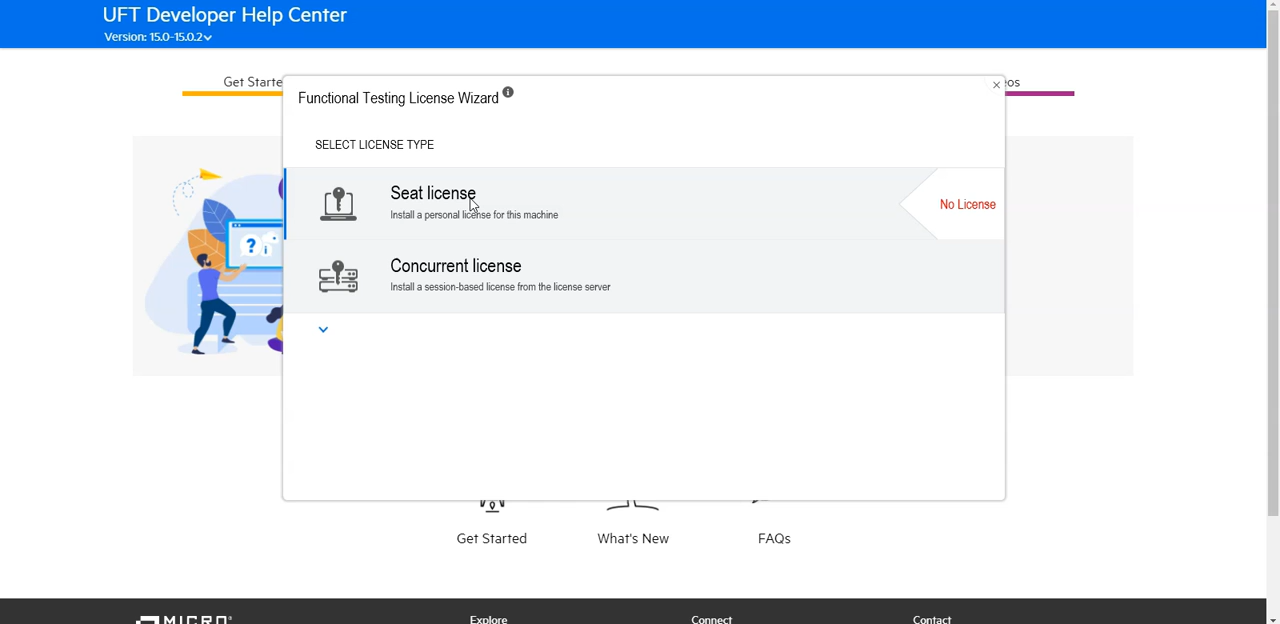 UFT Developer Help Center
Version: 15.0-15.0.2
Get Starte
eos
Functional Testing License Wizard
SELECT LICENSE TYPE
Seat license
Install a personal license for this machine
No License
Concurrent license
Install a session-based license from the license server
Get Started
What's New
FAQs
MICRO
Explore
Connect
Contact